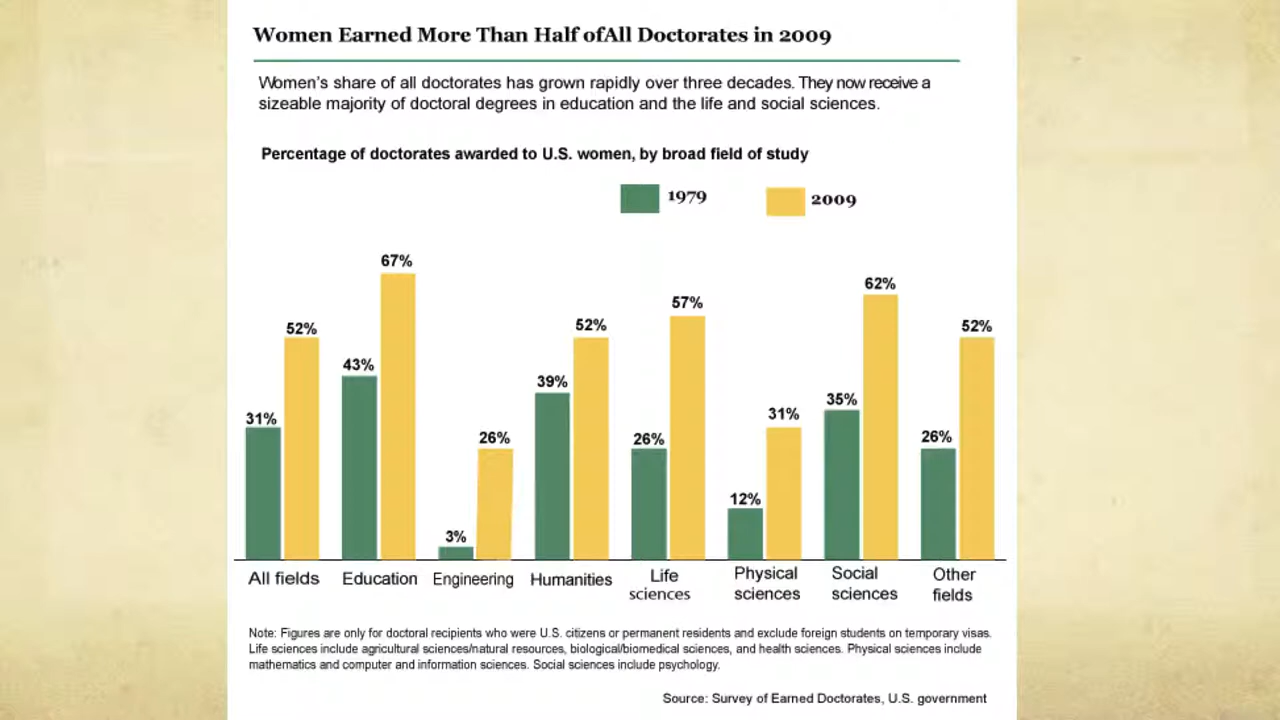 Women Earned More Than Half ofAll Doctorates in 2009
Women's share of all doctorates has grown rapidly over three decades. They now receive a
sizeable majority of doctoral degrees in education and the life and social sciences.
Percentage of doctorates awarded to U.S. women, by broad field of study
1979 2009
31% 52%
43% 67%
3% 26%
39% 52%
26% 57%
12% 31%
35% 62%
26% 52%
All fields
Education
Engineering
Humanities
Life
sciences
Physical
sciences
Social
sciences
Other
fields
Note: Figures are only for doctoral recipients who were U.S. citizens or permanent residents and exclude foreign students on temporary visas.
Life sciences include agricultural sciences/natural resources, biological/biomedical sciences, and health sciences. Physical sciences include
mathematics and computer and information sciences. Social sciences include psychology.
Source: Survey of Earned Doctorates, U.S. government